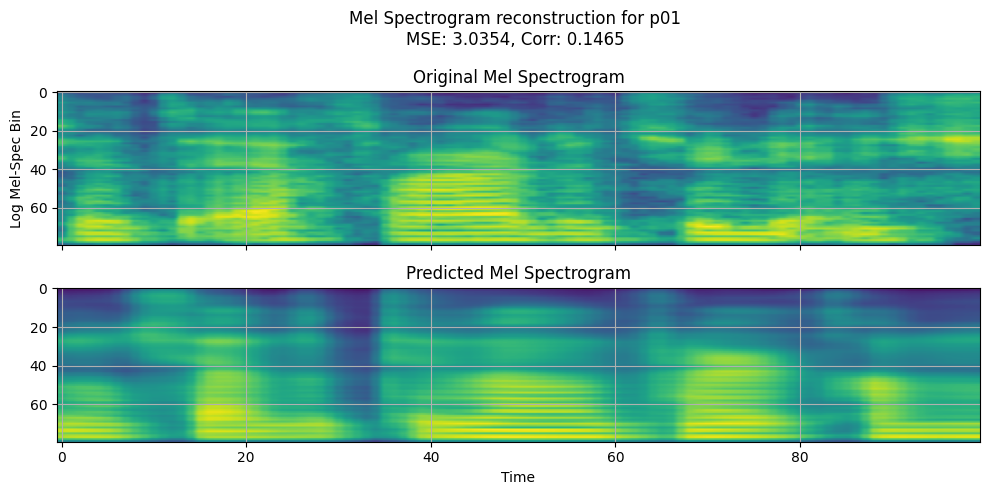 Mel Spectrogram reconstruction for p01
MSE: 3.0354, Corr: 0.1465
Original Mel Spectrogram
Log Mel-Spec Bin
0
20
40
60
Predicted Mel Spectrogram
0
20
40
60
0 20 40 60 80
Time